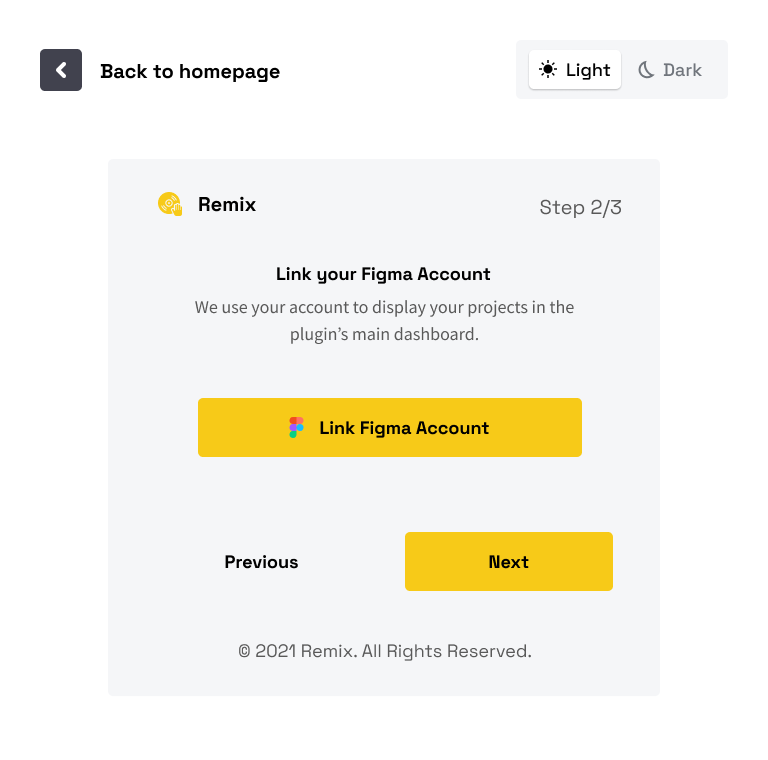 Back to homepage
Light
Dark
Remix
Step 2/3
Link your Figma Account
We use your account to display your projects in the
plugin’s main dashboard.
Link Figma Account
Previous
Next
© 2021 Remix. All Rights Reserved.